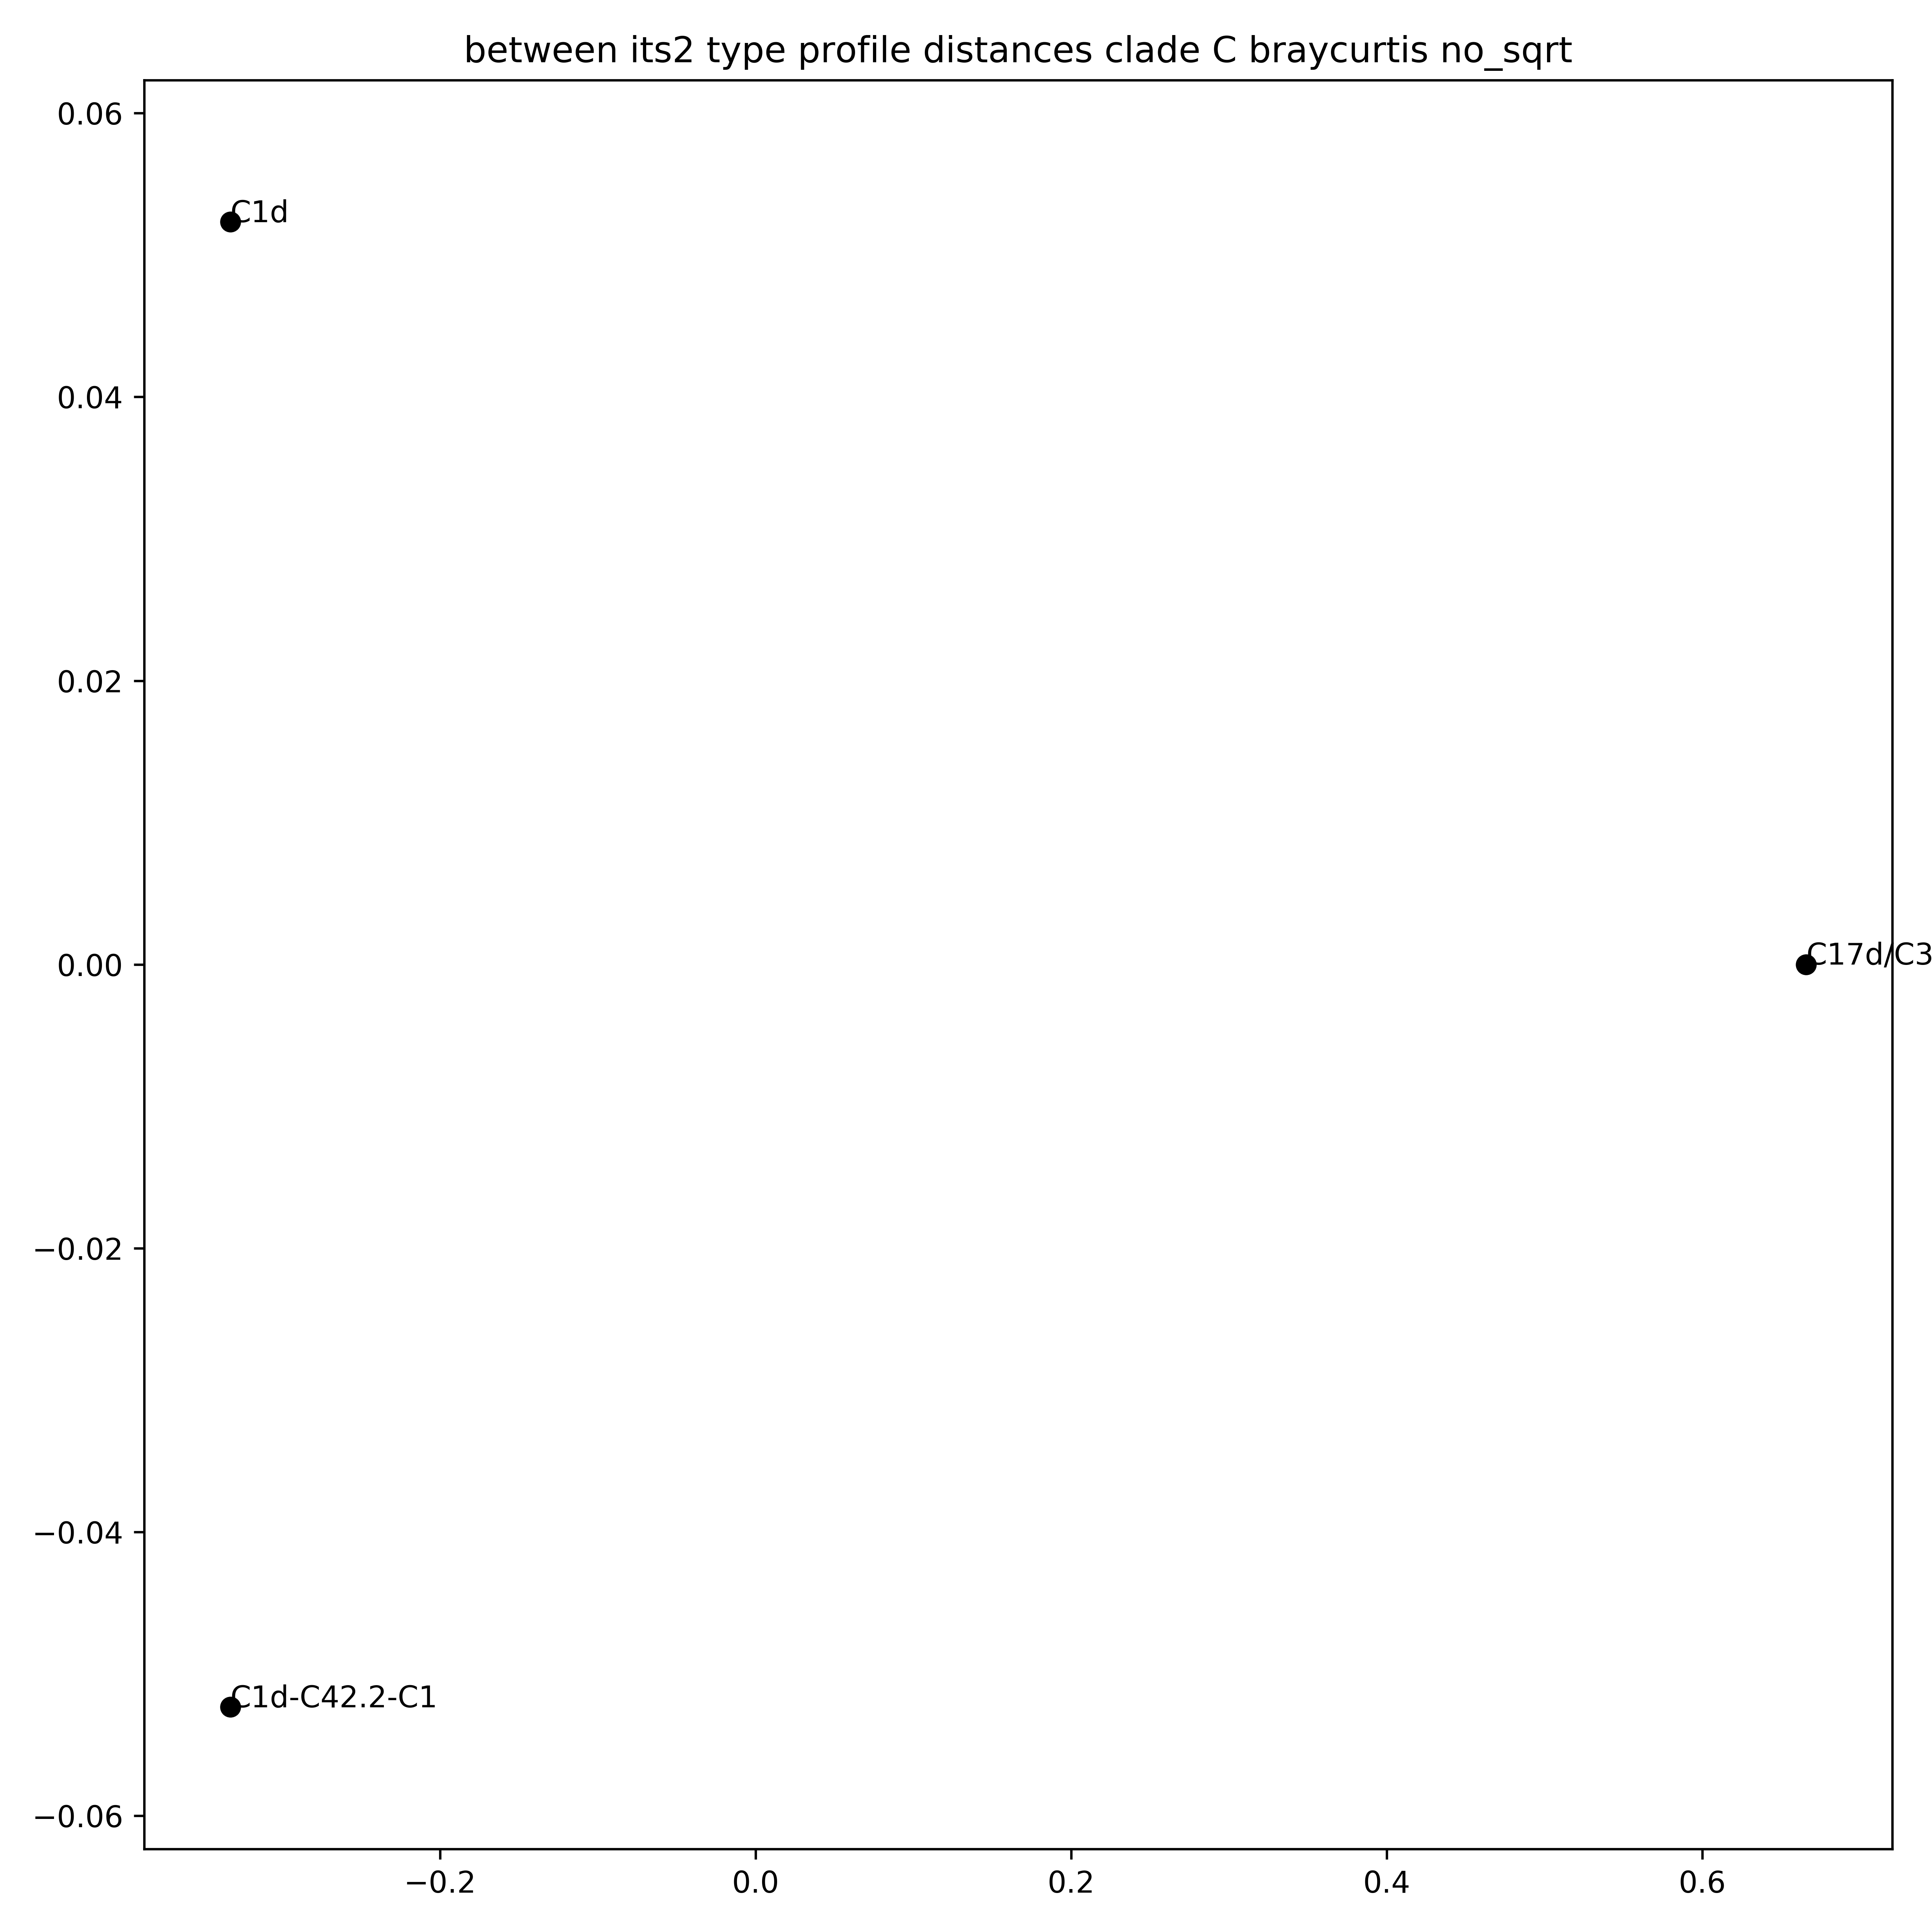 between its2 type profile distances clade C braycurtis no_sqrt
0.06
C1d
0.04
0.02
0.00
C17d/C3
−0.02
−0.04
C1d-C42.2-C1
−0.06
−0.2 0.0 0.2 0.4 0.6